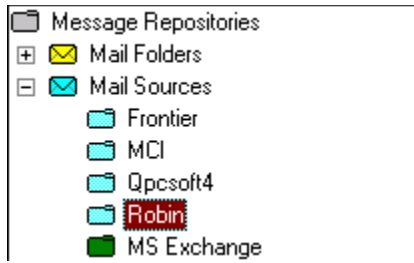 Message Repositories
Mail Folders
Mail Sources
Frontier
MCI
Qpcsoft4
Robin
MS Exchange